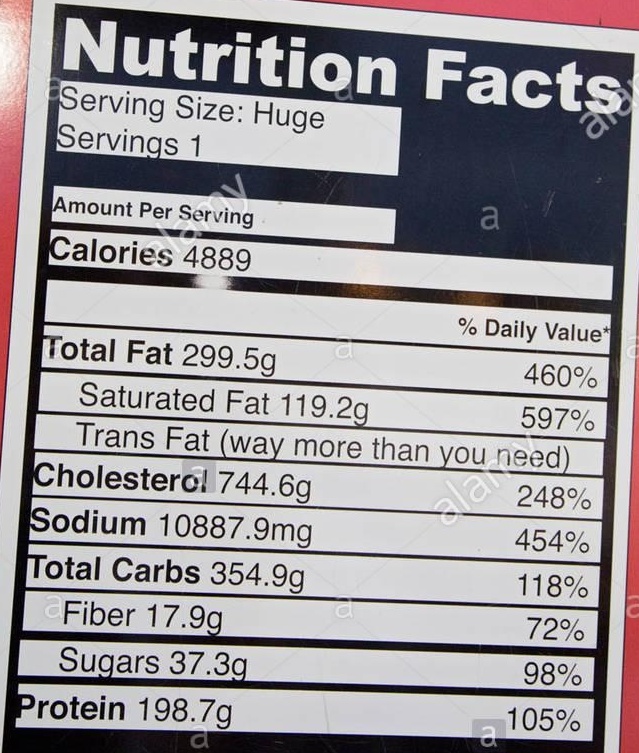 Nutrition Facts
Serving Size: Huge
Servings 1
Amount Per Serving
Calories 4889
% Daily Value*
Total Fat 299.5g 460%
Saturated Fat 119.2g 597%
Trans Fat (way more than you need)
Cholesterol 744.6g 248%
Sodium 10887.9mg 454%
Total Carbs 354.9g 118%
Fiber 17.9g 72%
Sugars 37.3g 98%
Protein 198.7g 105%
alamy
alamy
a
a
a